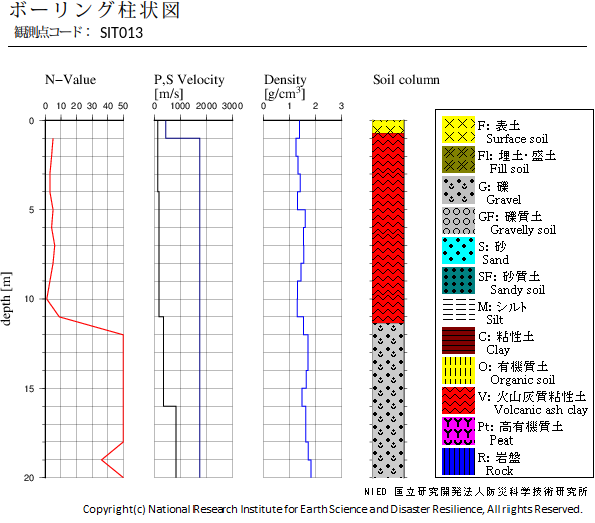 ボーリング柱状図
観測点コード： SIT013
N-Value P,S Velocity Density Soil column
[m/s] [g/cm3]
0 10 20 30 40 50 0 1000 2000 3000 0 1 2 3
0
5
10
15
20
depth [m]
F: 表土
Surface soil
Fl: 埋土・盛土
Fill soil
G: 礫
Gravel
GF: 礫質土
Gravelly soil
S: 砂
Sand
SF: 砂質土
Sandy soil
M: シルト
Silt
C: 粘性土
Clay
O: 有機質土
Organic soil
V: 火山灰質粘性土
Volcanic ash clay
Pt: 高有機質土
Peat
R: 岩盤
Rock
NIED 国立研究開発法人防災科学技術研究所
Copyright(c) National Research Institute for Earth Science and Disaster Resilience, All rights Reserved.